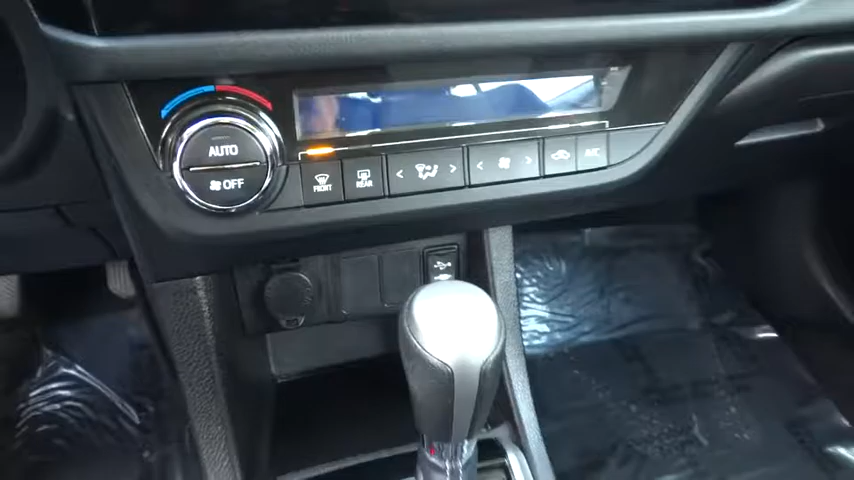 AUTO
OFF
FRONT
REAR
A/C